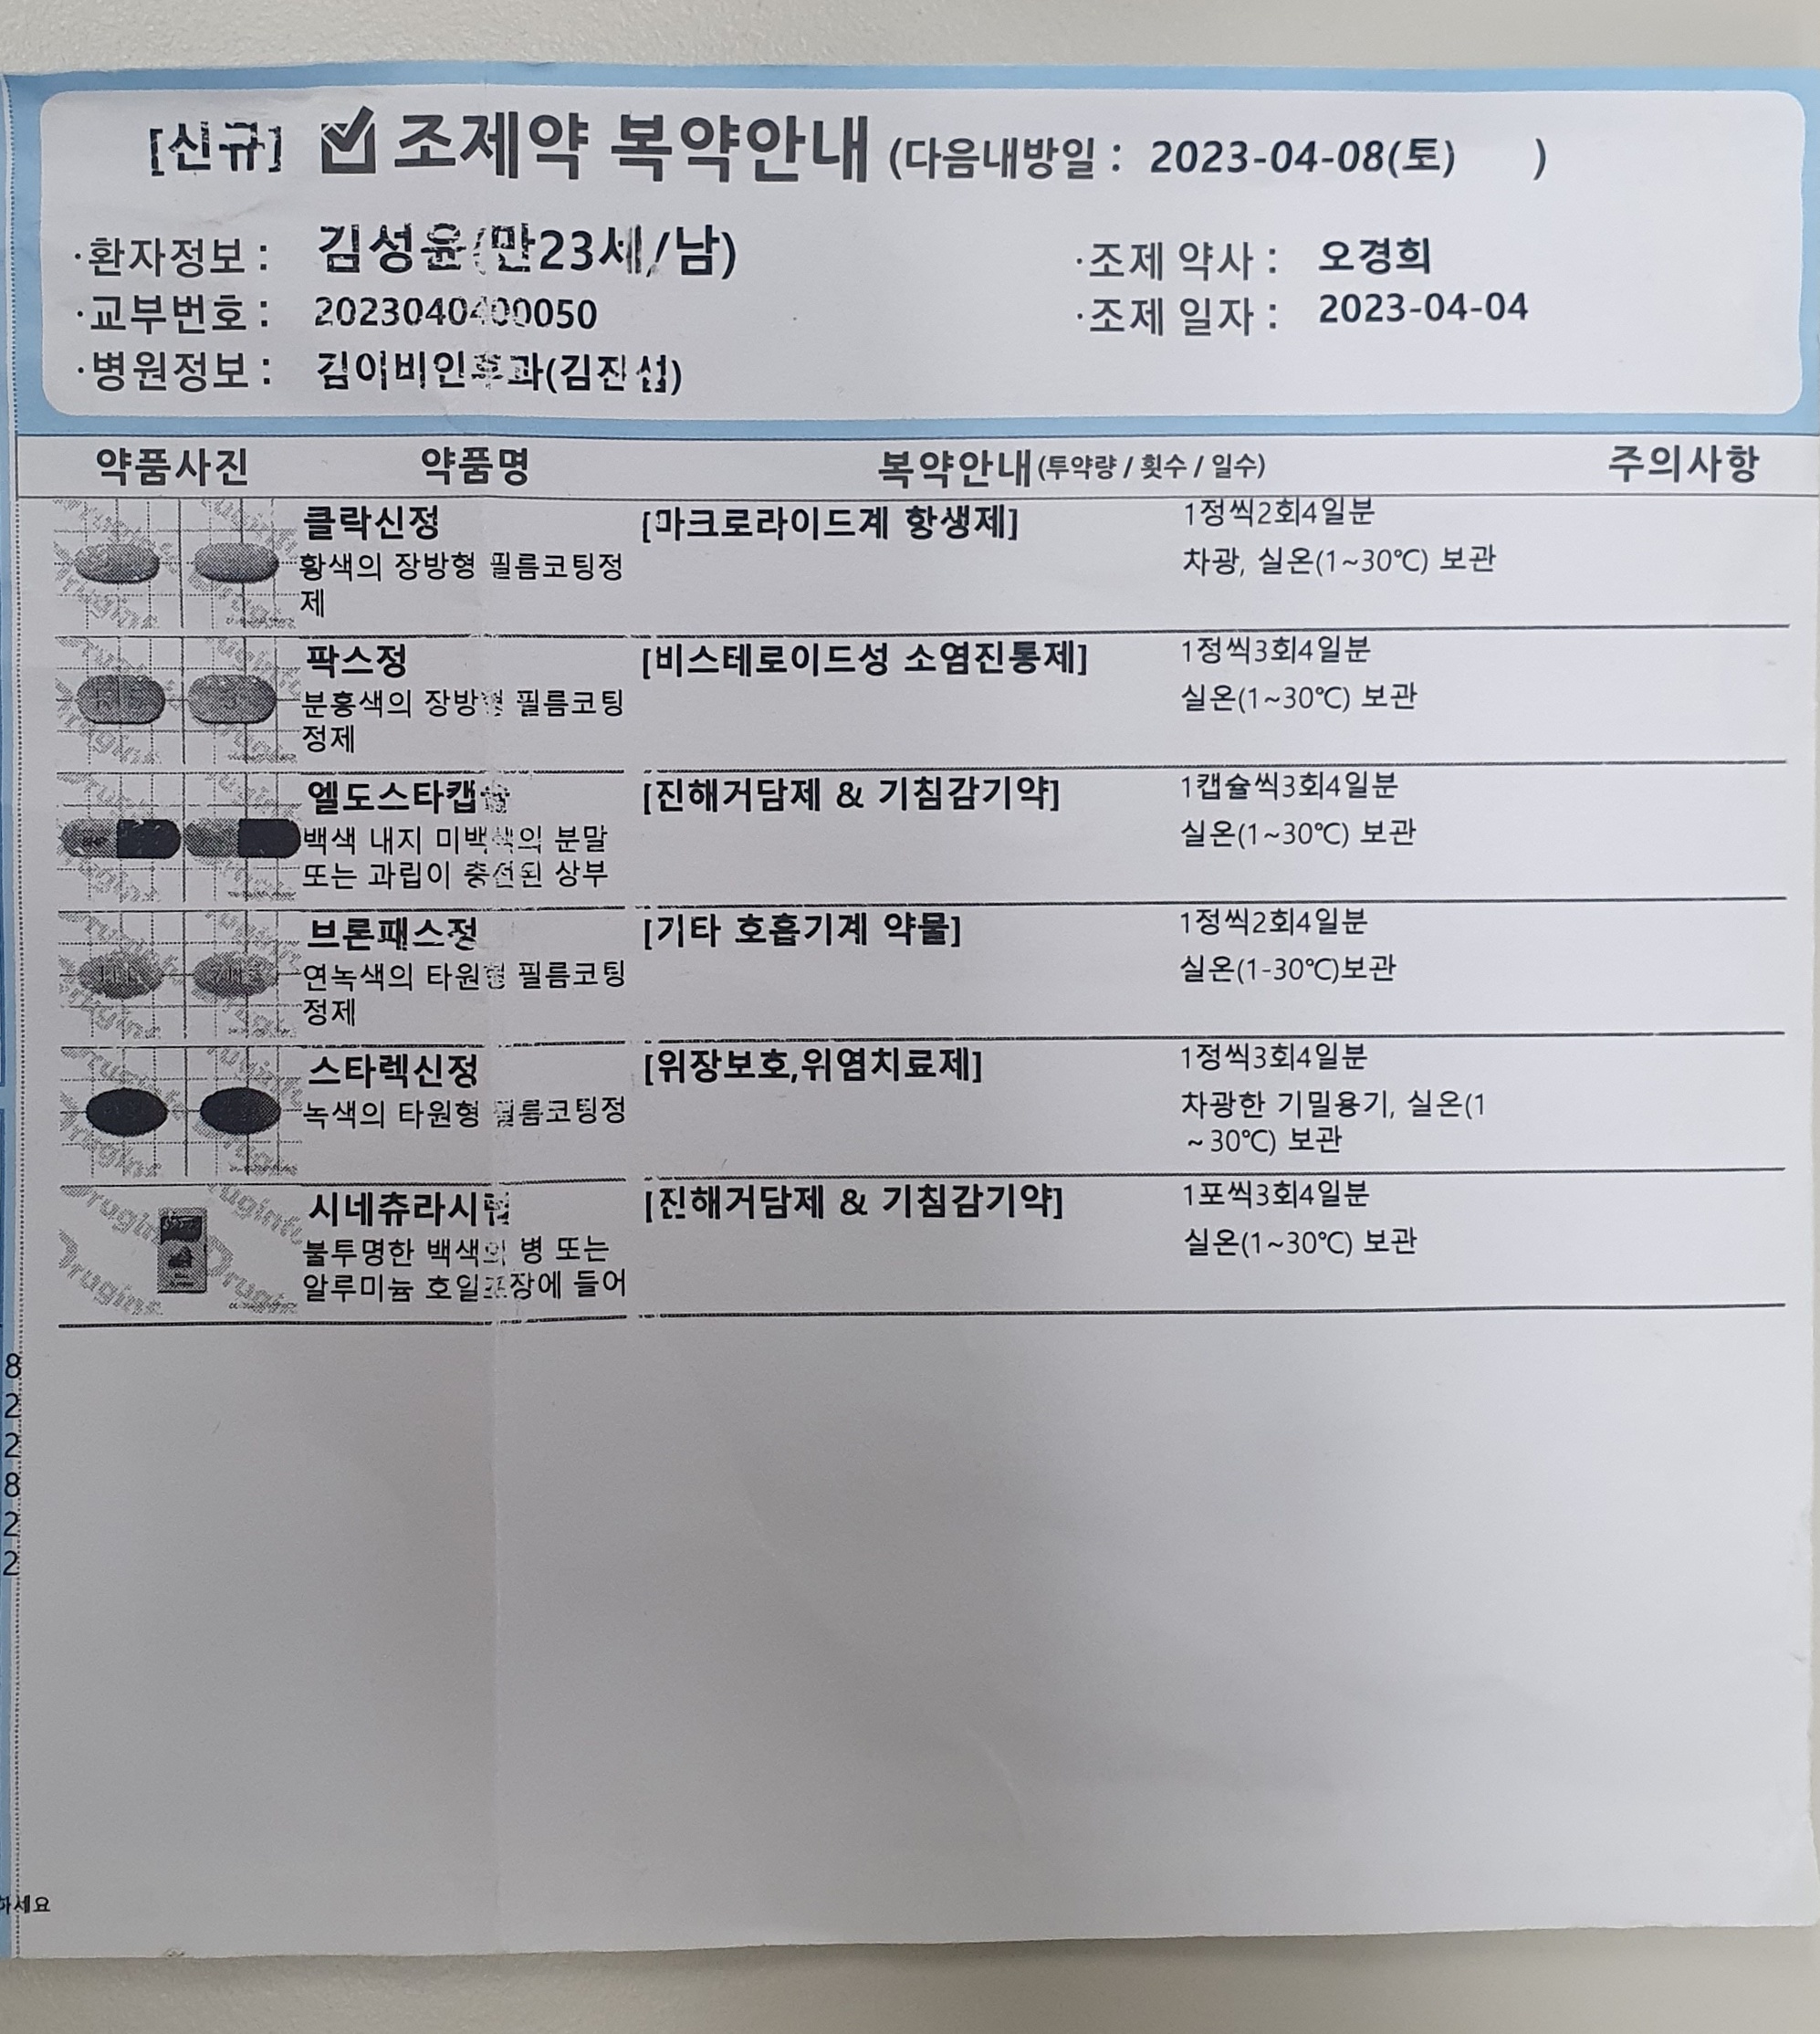 [신규] 조제약 복약안내 (다음내방일 : 2023-04-08(토) )
·환자정보 : 김성윤(만23세/남)
·조제 약사 : 오경희
·교부번호 : 2023040400050
·조제 일자 : 2023-04-04
·병원정보 : 김이비인후과(김진섭)
약품사진 약품명 복약안내(투약량 / 횟수 / 일수) 주의사항
클락신정 [마크로라이드계 항생제] 1정씩2회4일분
황색의 장방형 필름코팅정 차광, 실온(1~30℃) 보관
제
팍스정 [비스테로이드성 소염진통제] 1정씩3회4일분
분홍색의 장방형 필름코팅 실온(1~30℃) 보관
정제
엘도스타캡슐 [진해거담제 & 기침감기약] 1캡슐씩3회4일분
백색 내지 미백색의 분말 실온(1~30℃) 보관
또는 과립이 충전된 상부
브론패스정 [기타 호흡기계 약물] 1정씩2회4일분
연녹색의 타원형 필름코팅 실온(1-30℃)보관
정제
스타렉신정 [위장보호,위염치료제] 1정씩3회4일분
녹색의 타원형 필름코팅정 차광한 기밀용기, 실온(1
~30℃) 보관
시네츄라시럽 [진해거담제 & 기침감기약] 1포씩3회4일분
불투명한 백색의 병 또는 실온(1~30℃) 보관
알루미늄 호일포장에 들어
8
2
2
8
2
2
하세요